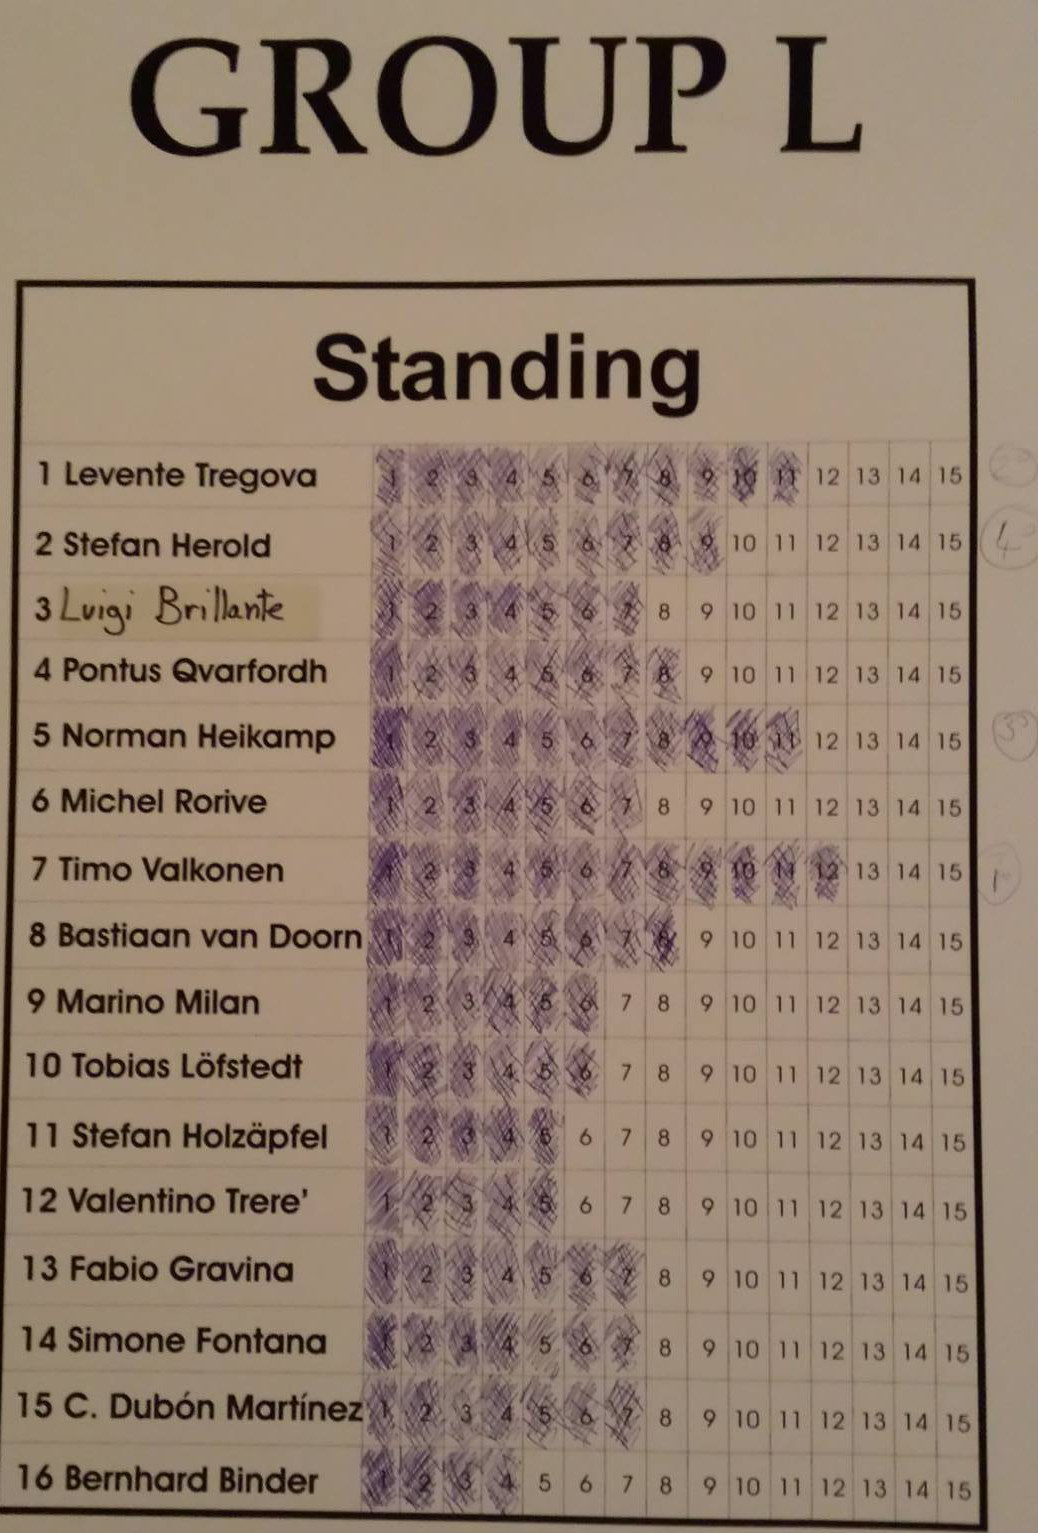 GROUP L
Standing
1 Levente Tregova 1 2 3 4 5 6 7 8 9 10 11 12 13 14 15 2°
2 Stefan Herold 1 2 3 4 5 6 7 8 9 10 11 12 13 14 15 4°
3 Luigi Brillante 1 2 3 4 5 6 7 8 9 10 11 12 13 14 15
4 Pontus Qvarfordh 1 2 3 4 5 6 7 8 9 10 11 12 13 14 15
5 Norman Heikamp 1 2 3 4 5 6 7 8 9 10 11 12 13 14 15 3°
6 Michel Rorive 1 2 3 4 5 6 7 8 9 10 11 12 13 14 15
7 Timo Valkonen 1 2 3 4 5 6 7 8 9 10 11 12 13 14 15 1°
8 Bastiaan van Doorn 1 2 3 4 5 6 7 8 9 10 11 12 13 14 15
9 Marino Milan 1 2 3 4 5 6 7 8 9 10 11 12 13 14 15
10 Tobias Löfstedt 1 2 3 4 5 6 7 8 9 10 11 12 13 14 15
11 Stefan Holzäpfel 1 2 3 4 5 6 7 8 9 10 11 12 13 14 15
12 Valentino Trere' 1 2 3 4 5 6 7 8 9 10 11 12 13 14 15
13 Fabio Gravina 1 2 3 4 5 6 7 8 9 10 11 12 13 14 15
14 Simone Fontana 1 2 3 4 5 6 7 8 9 10 11 12 13 14 15
15 C. Dubón Martínez 1 2 3 4 5 6 7 8 9 10 11 12 13 14 15
16 Bernhard Binder 1 2 3 4 5 6 7 8 9 10 11 12 13 14 15